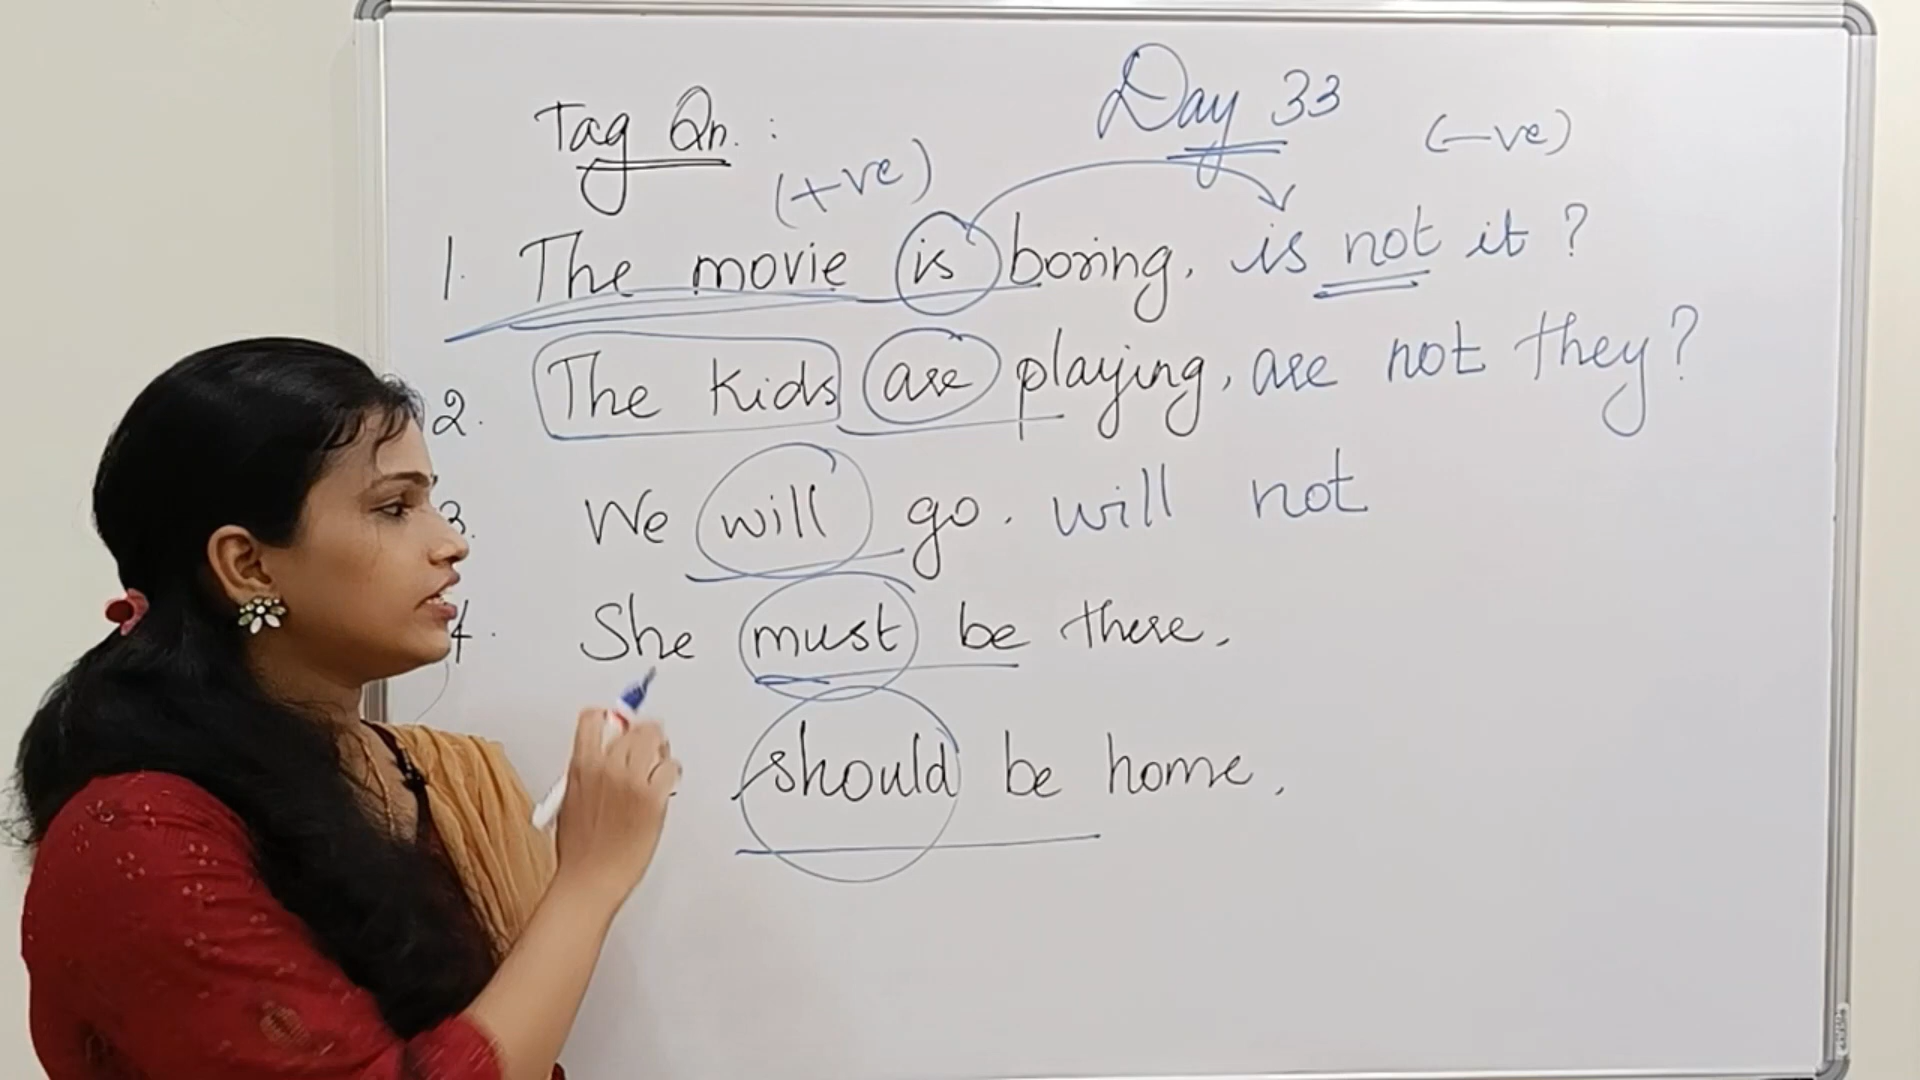 Day 33
Tag Qn. :
(+ve) (-ve)
1. The movie is boring, is not it?
2. The Kids are playing, are not they?
3. We will go. will not
4. She must be there.
should be home.